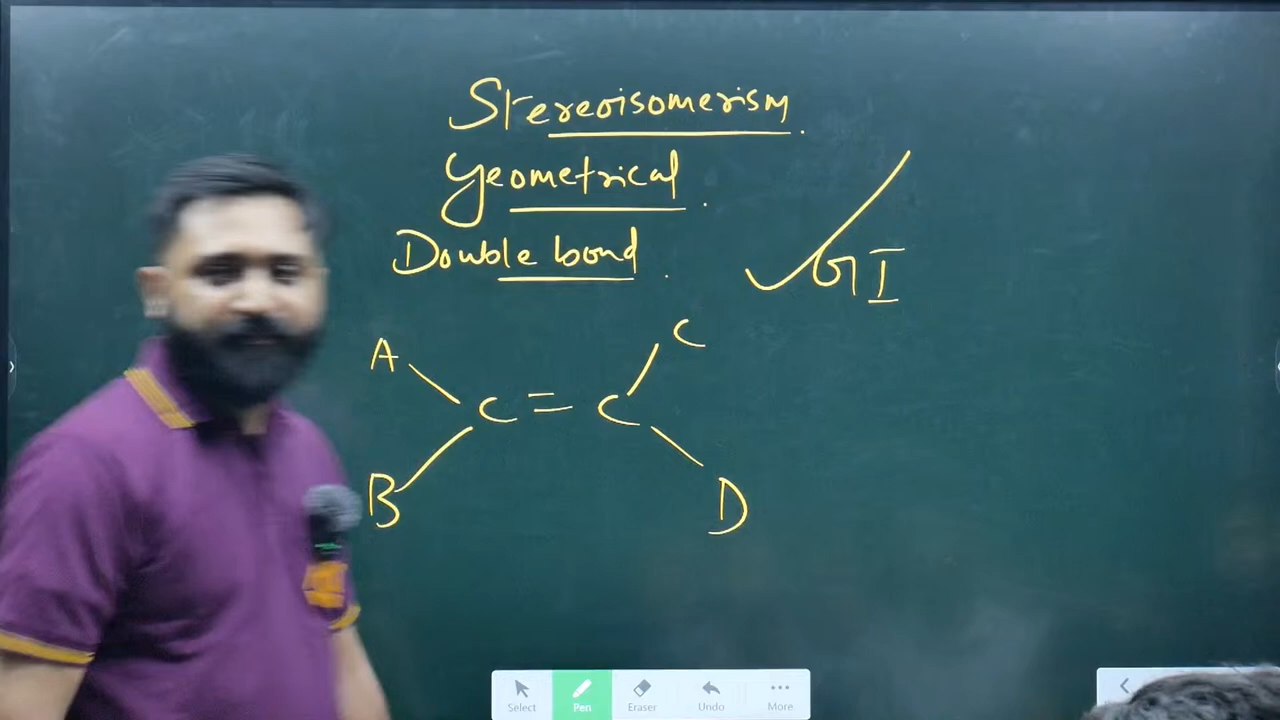 Stereoisomerism.
Geometrical.
Double bond.
GI
A
C
C = C
B
D
Select Pen Eraser Undo More